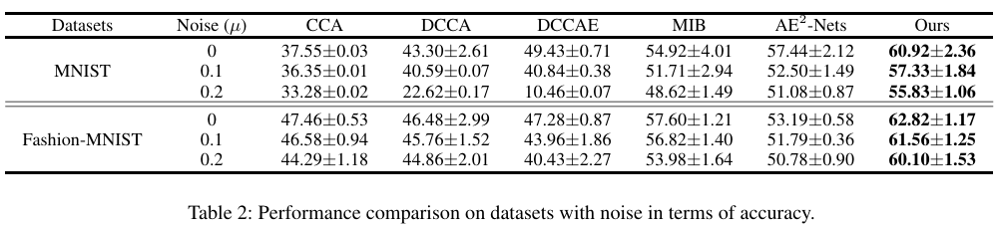 Datasets Noise (μ) CCA DCCA DCCAE MIB AE²-Nets Ours
0 37.55±0.03 43.30±2.61 49.43±0.71 54.92±4.01 57.44±2.12 60.92±2.36
MNIST 0.1 36.35±0.01 40.59±0.07 40.84±0.38 51.71±2.94 52.50±1.49 57.33±1.84
0.2 33.28±0.02 22.62±0.17 10.46±0.07 48.62±1.49 51.08±0.87 55.83±1.06
0 47.46±0.53 46.48±2.99 47.28±0.87 57.60±1.21 53.19±0.58 62.82±1.17
Fashion-MNIST 0.1 46.58±0.94 45.76±1.52 43.96±1.86 56.82±1.40 51.79±0.36 61.56±1.25
0.2 44.29±1.18 44.86±2.01 40.43±2.27 53.98±1.64 50.78±0.90 60.10±1.53
Table 2: Performance comparison on datasets with noise in terms of accuracy.